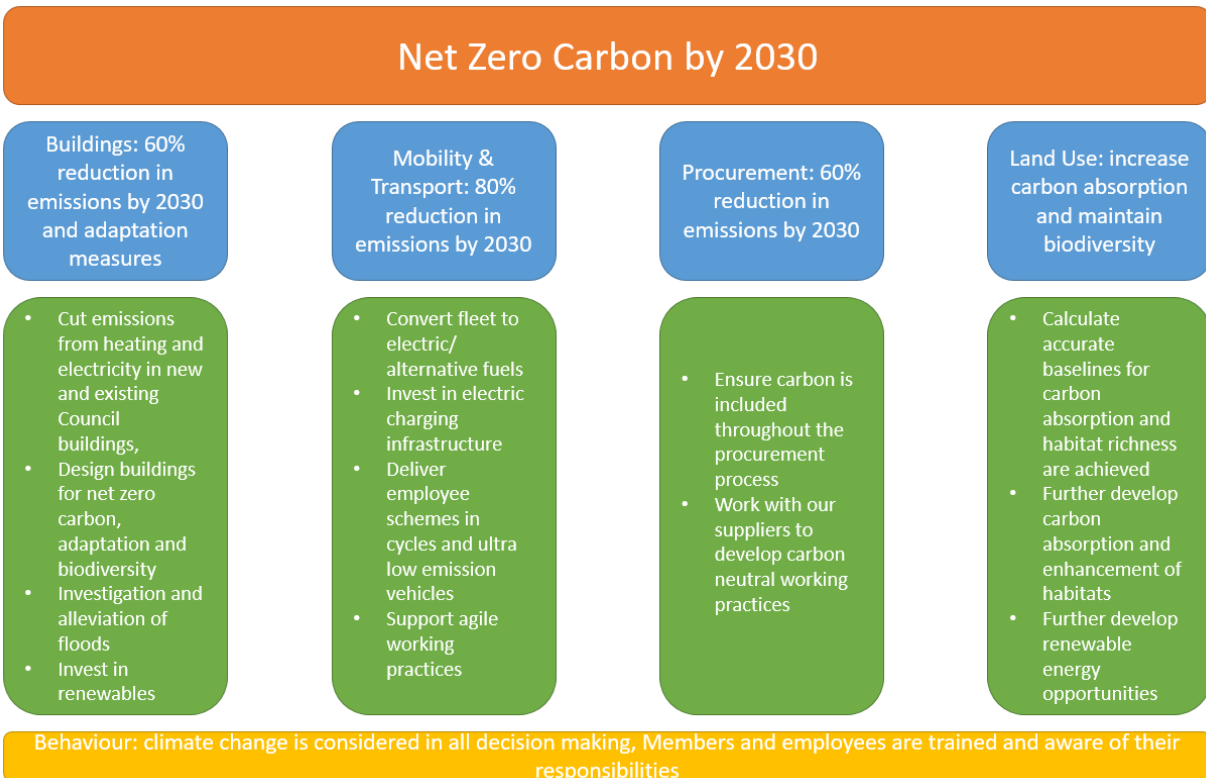 Net Zero Carbon by 2030
Buildings: 60%
reduction in
emissions by 2030
and adaptation
measures
Mobility &
Transport: 80%
reduction in
emissions by 2030
Procurement: 60%
reduction in
emissions by 2030
Land Use: increase
carbon absorption
and maintain
biodiversity
• Cut emissions
from heating and
electricity in new
and existing
Council
buildings,
• Design buildings
for net zero
carbon,
adaptation and
biodiversity
• Investigation and
alleviation of
floods
• Invest in
renewables
• Convert fleet to
electric/
alternative fuels
• Invest in electric
charging
infrastructure
• Deliver
employee
schemes in
cycles and ultra
low emission
vehicles
• Support agile
working
practices
• Ensure carbon is
included
throughout the
procurement
process
• Work with our
suppliers to
develop carbon
neutral working
practices
• Calculate
accurate
baselines for
carbon
absorption and
habitat richness
are achieved
• Further develop
carbon
absorption and
enhancement of
habitats
• Further develop
renewable
energy
opportunities
Behaviour: climate change is considered in all decision making, Members and employees are trained and aware of their
responsibilities